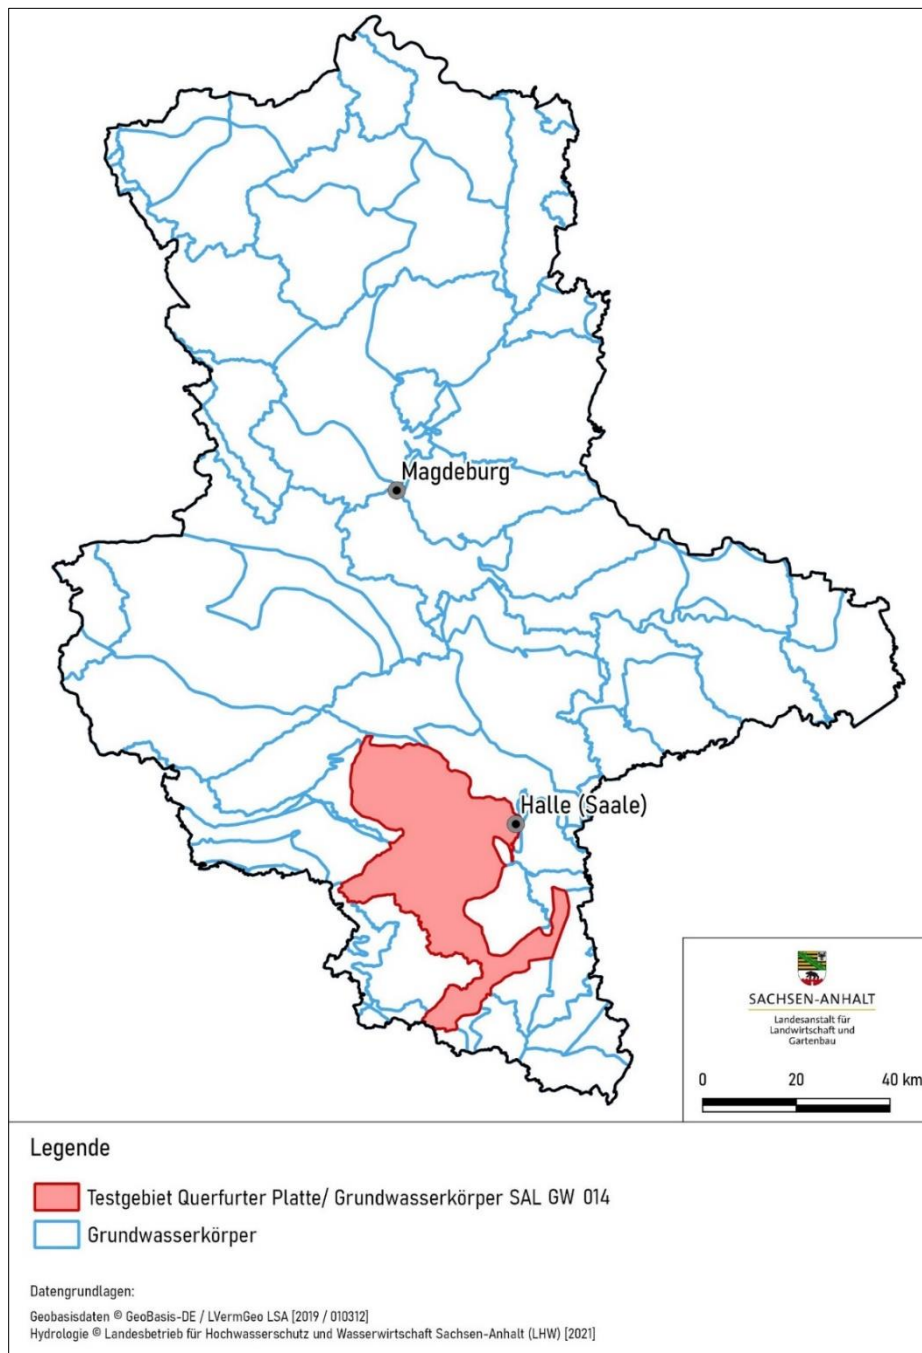 Magdeburg
Halle (Saale)
SACHSEN-ANHALT
Landesanstalt für
Landwirtschaft und
Gartenbau
0 20 40 km
Legende
Testgebiet Querfurter Platte/ Grundwasserkörper SAL GW 014
Grundwasserkörper
Datengrundlagen:
Geobasisdaten © GeoBasis-DE / LVermGeo LSA [2019 / 010312]
Hydrologie © Landesbetrieb für Hochwasserschutz und Wasserwirtschaft Sachsen-Anhalt (LHW) [2021]